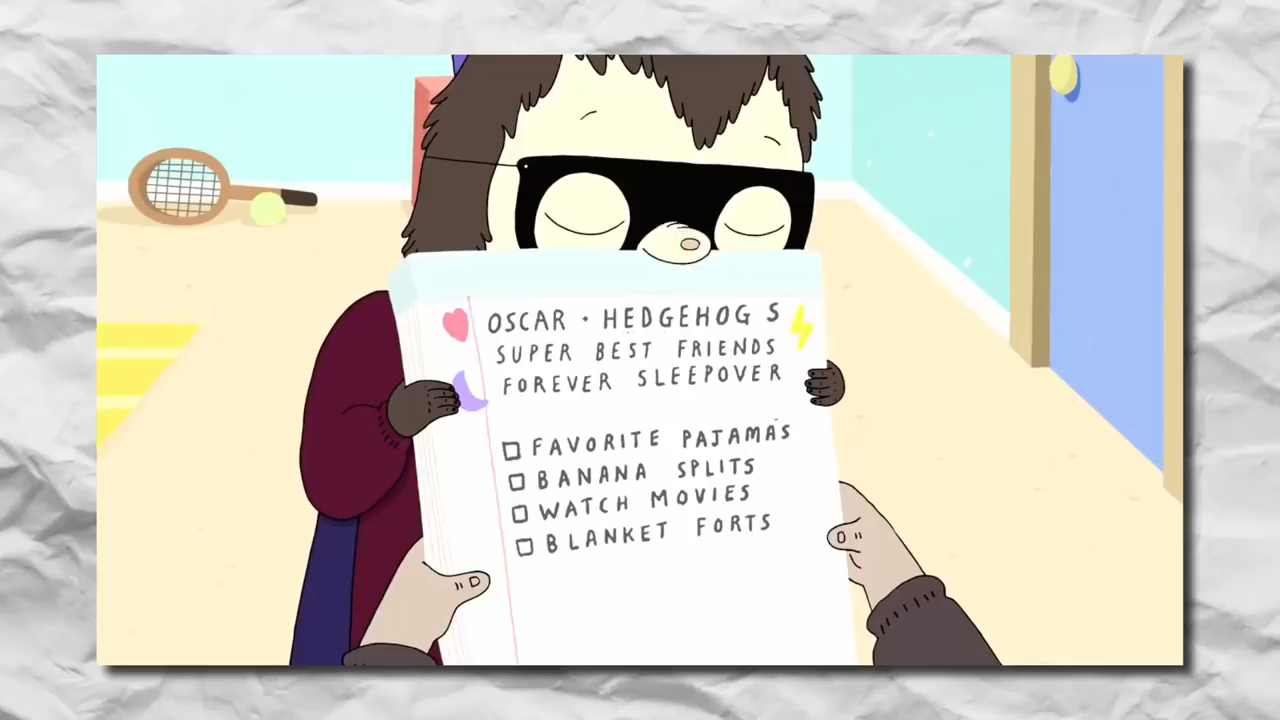 OSCAR · HEDGEHOG S
SUPER BEST FRIENDS
FOREVER SLEEPOVER
FAVORITE PAJAMAS
BANANA SPLITS
WATCH MOVIES
BLANKET FORTS